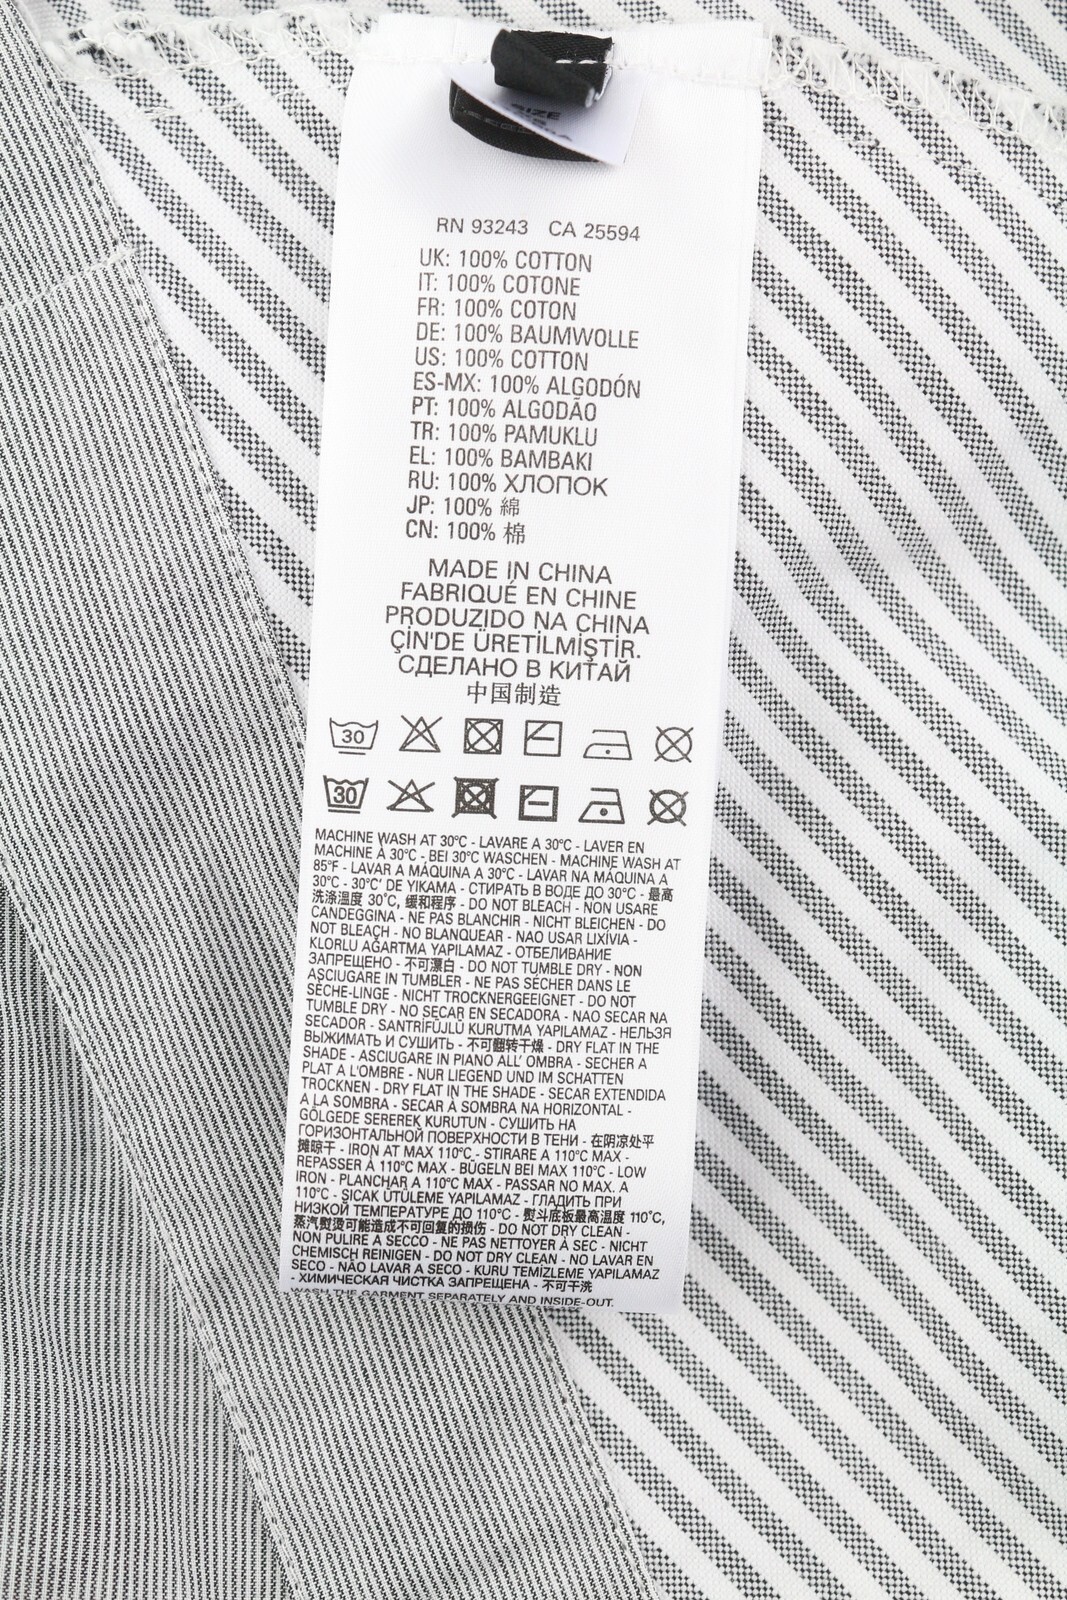 SIZE
RN 93243 CA 25594
UK: 100% COTTON
IT: 100% COTONE
FR: 100% COTON
DE: 100% BAUMWOLLE
US: 100% COTTON
ES-MX: 100% ALGODÓN
PT: 100% ALGODÃO
TR: 100% PAMUKLU
EL: 100% BAMBAKI
RU: 100% ХЛОПОК
JP: 100% 綿
CN: 100% 棉
MADE IN CHINA
FABRIQUÉ EN CHINE
PRODUZIDO NA CHINA
ÇİN'DE ÜRETİLMİŞTİR.
СДЕЛАНО В КИТАЙ
中国制造
30
30
MACHINE WASH AT 30°C - LAVARE A 30°C - LAVER EN
MACHINE À 30°C - BEI 30°C WASCHEN - MACHINE WASH AT
85°F - LAVAR A MÁQUINA A 30°C - LAVAR NA MÁQUINA A
30°C - 30°C' DE YIKAMA - СТИРАТЬ В ВОДЕ ДО 30°C - 最高
洗涤温度 30°C, 缓和程序 - DO NOT BLEACH - NON USARE
CANDEGGINA - NE PAS BLANCHIR - NICHT BLEICHEN - DO
NOT BLEACH - NO BLANQUEAR - NAO USAR LIXÍVIA -
KLORLU AĞARTMA YAPILAMAZ - ОТБЕЛИВАНИЕ
ЗАПРЕЩЕНО - 不可漂白 - DO NOT TUMBLE DRY - NON
ASCIUGARE IN TUMBLER - NE PAS SÉCHER DANS LE
SÈCHE-LINGE - NICHT TROCKNERGEEIGNET - DO NOT
TUMBLE DRY - NO SECAR EN SECADORA - NAO SECAR NA
SECADOR - SANTRİFÜJLÜ KURUTMA YAPILAMAZ - НЕЛЬЗЯ
ВЫЖИМАТЬ И СУШИТЬ - 不可翻转干燥 - DRY FLAT IN THE
SHADE - ASCIUGARE IN PIANO ALL' OMBRA - SECHER A
PLAT A L'OMBRE - NUR LIEGEND UND IM SCHATTEN
TROCKNEN - DRY FLAT IN THE SHADE - SECAR EXTENDIDA
A LA SOMBRA - SECAR À SOMBRA NA HORIZONTAL -
GÖLGEDE SEREREK KURUTUN - СУШИТЬ НА
ГОРИЗОНТАЛЬНОЙ ПОВЕРХНОСТИ В ТЕНИ - 在阴凉处平
摊晾干 - IRON AT MAX 110°C - STIRARE A 110°C MAX -
REPASSER À 110°C MAX - BÜGELN BEI MAX 110°C - LOW
IRON - PLANCHAR A 110°C MAX - PASSAR NO MAX. A
110°C - SICAK ÜTÜLEME YAPILAMAZ - ГЛАДИТЬ ПРИ
НИЗКОЙ ТЕМПЕРАТУРЕ ДО 110°C - 熨斗底板最高温度 110°C,
蒸汽熨烫可能造成不可回复的损伤 - DO NOT DRY CLEAN -
NON PULIRE A SECCO - NE PAS NETTOYER À SEC - NICHT
CHEMISCH REINIGEN - DO NOT DRY CLEAN - NO LAVAR EN
SECO - NÃO LAVAR A SECO - KURU TEMİZLEME YAPILAMAZ
- ХИМИЧЕСКАЯ ЧИСТКА ЗАПРЕЩЕНА - 不可干洗
GARMENT SEPARATELY AND INSIDE-OUT.